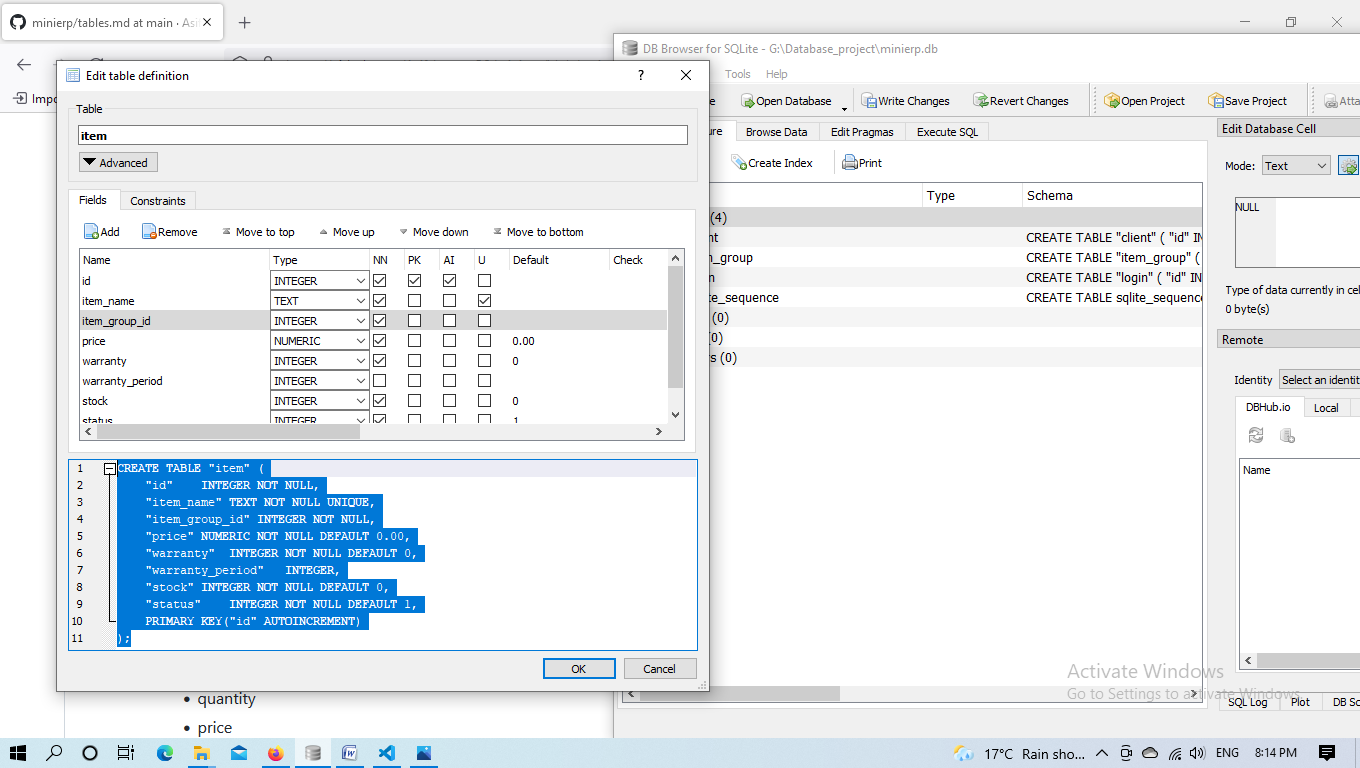 minierp/tables.md at main · Asi
DB Browser for SQLite - G:\Database_project\minierp.db
Edit table definition
?
Tools Help
Impo
Open Database Write Changes Revert Changes Open Project Save Project Atta
Table
item
Advanced
ure Browse Data Edit Pragmas Execute SQL
Create Index Print
Edit Database Cell
Mode: Text
NULL
Type of data currently in cel
0 byte(s)
Remote
Identity Select an identit
DBHub.io Local
Name
Fields Constraints
Add Remove Move to top Move up Move down Move to bottom
Name Type NN PK AI U Default Check
id INTEGER
item_name TEXT
item_group_id INTEGER
price NUMERIC 0.00
warranty INTEGER 0
warranty_period INTEGER
stock INTEGER 0
status INTEGER 1
Type Schema
(4)
nt CREATE TABLE "client" ( "id" IN
m_group CREATE TABLE "item_group" (
n CREATE TABLE "login" ( "id" IN
te_sequence CREATE TABLE sqlite_sequence
(0)
(0)
s (0)
1 CREATE TABLE "item" (
2 "id" INTEGER NOT NULL,
3 "item_name" TEXT NOT NULL UNIQUE,
4 "item_group_id" INTEGER NOT NULL,
5 "price" NUMERIC NOT NULL DEFAULT 0.00,
6 "warranty" INTEGER NOT NULL DEFAULT 0,
7 "warranty_period" INTEGER,
8 "stock" INTEGER NOT NULL DEFAULT 0,
9 "status" INTEGER NOT NULL DEFAULT 1,
10 PRIMARY KEY("id" AUTOINCREMENT)
11 );
OK Cancel
Activate Windows
Go to Settings to activate Windows.
SQL Log Plot DB Sc
• quantity
• price
17°C Rain sho... ENG 8:14 PM